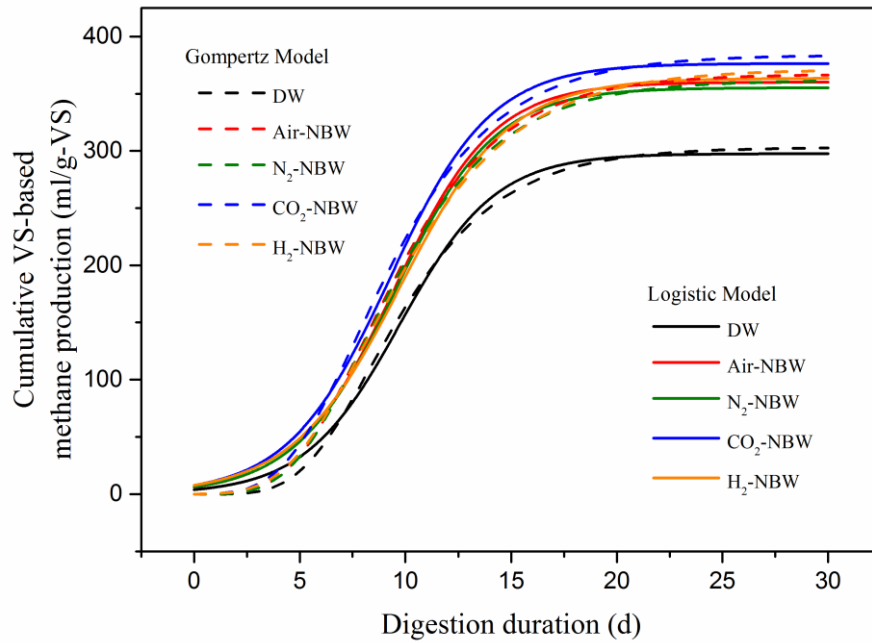 Cumulative VS-based
methane production (ml/g-VS)
400
300
200
100
0
Gompertz Model
DW
Air-NBW
N₂-NBW
CO₂-NBW
H₂-NBW
Logistic Model
DW
Air-NBW
N₂-NBW
CO₂-NBW
H₂-NBW
0 5 10 15 20 25 30
Digestion duration (d)